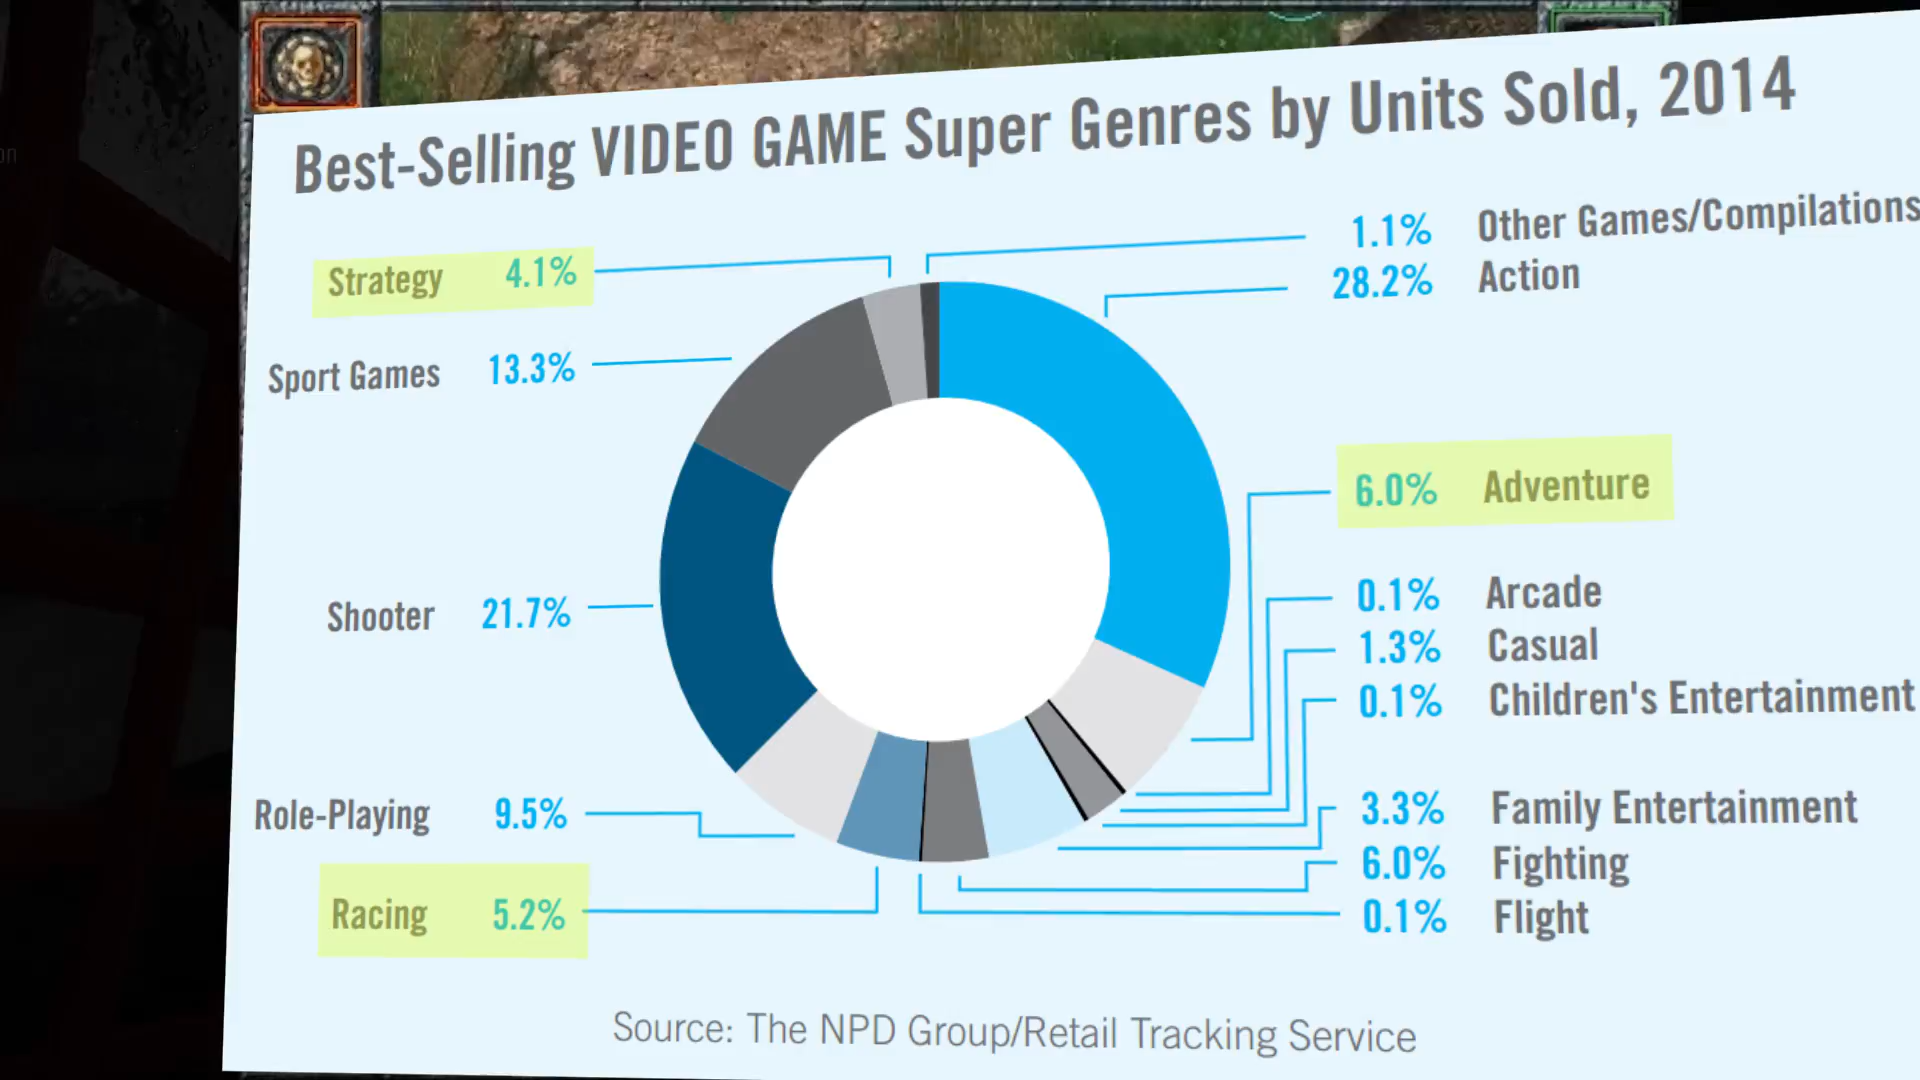 Best-Selling VIDEO GAME Super Genres by Units Sold, 2014
Strategy 4.1%
Sport Games 13.3%
Shooter 21.7%
Role-Playing 9.5%
Racing 5.2%
1.1% Other Games/Compilations
28.2% Action
6.0% Adventure
0.1% Arcade
1.3% Casual
0.1% Children's Entertainment
3.3% Family Entertainment
6.0% Fighting
0.1% Flight
Source: The NPD Group/Retail Tracking Service